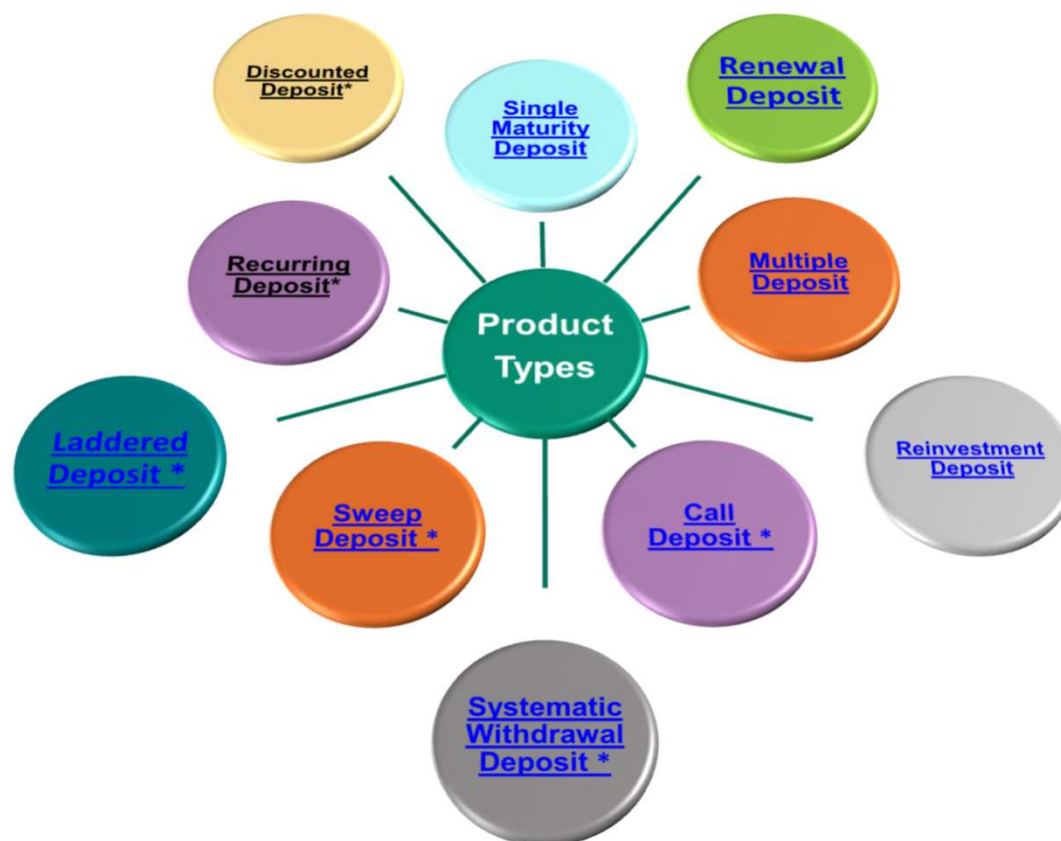 Discounted
Deposit*
Single
Maturity
Deposit
Renewal
Deposit
Recurring
Deposit*
Multiple
Deposit
Product
Types
Laddered
Deposit *
Sweep
Deposit *
Call
Deposit *
Reinvestment
Deposit
Systematic
Withdrawal
Deposit *